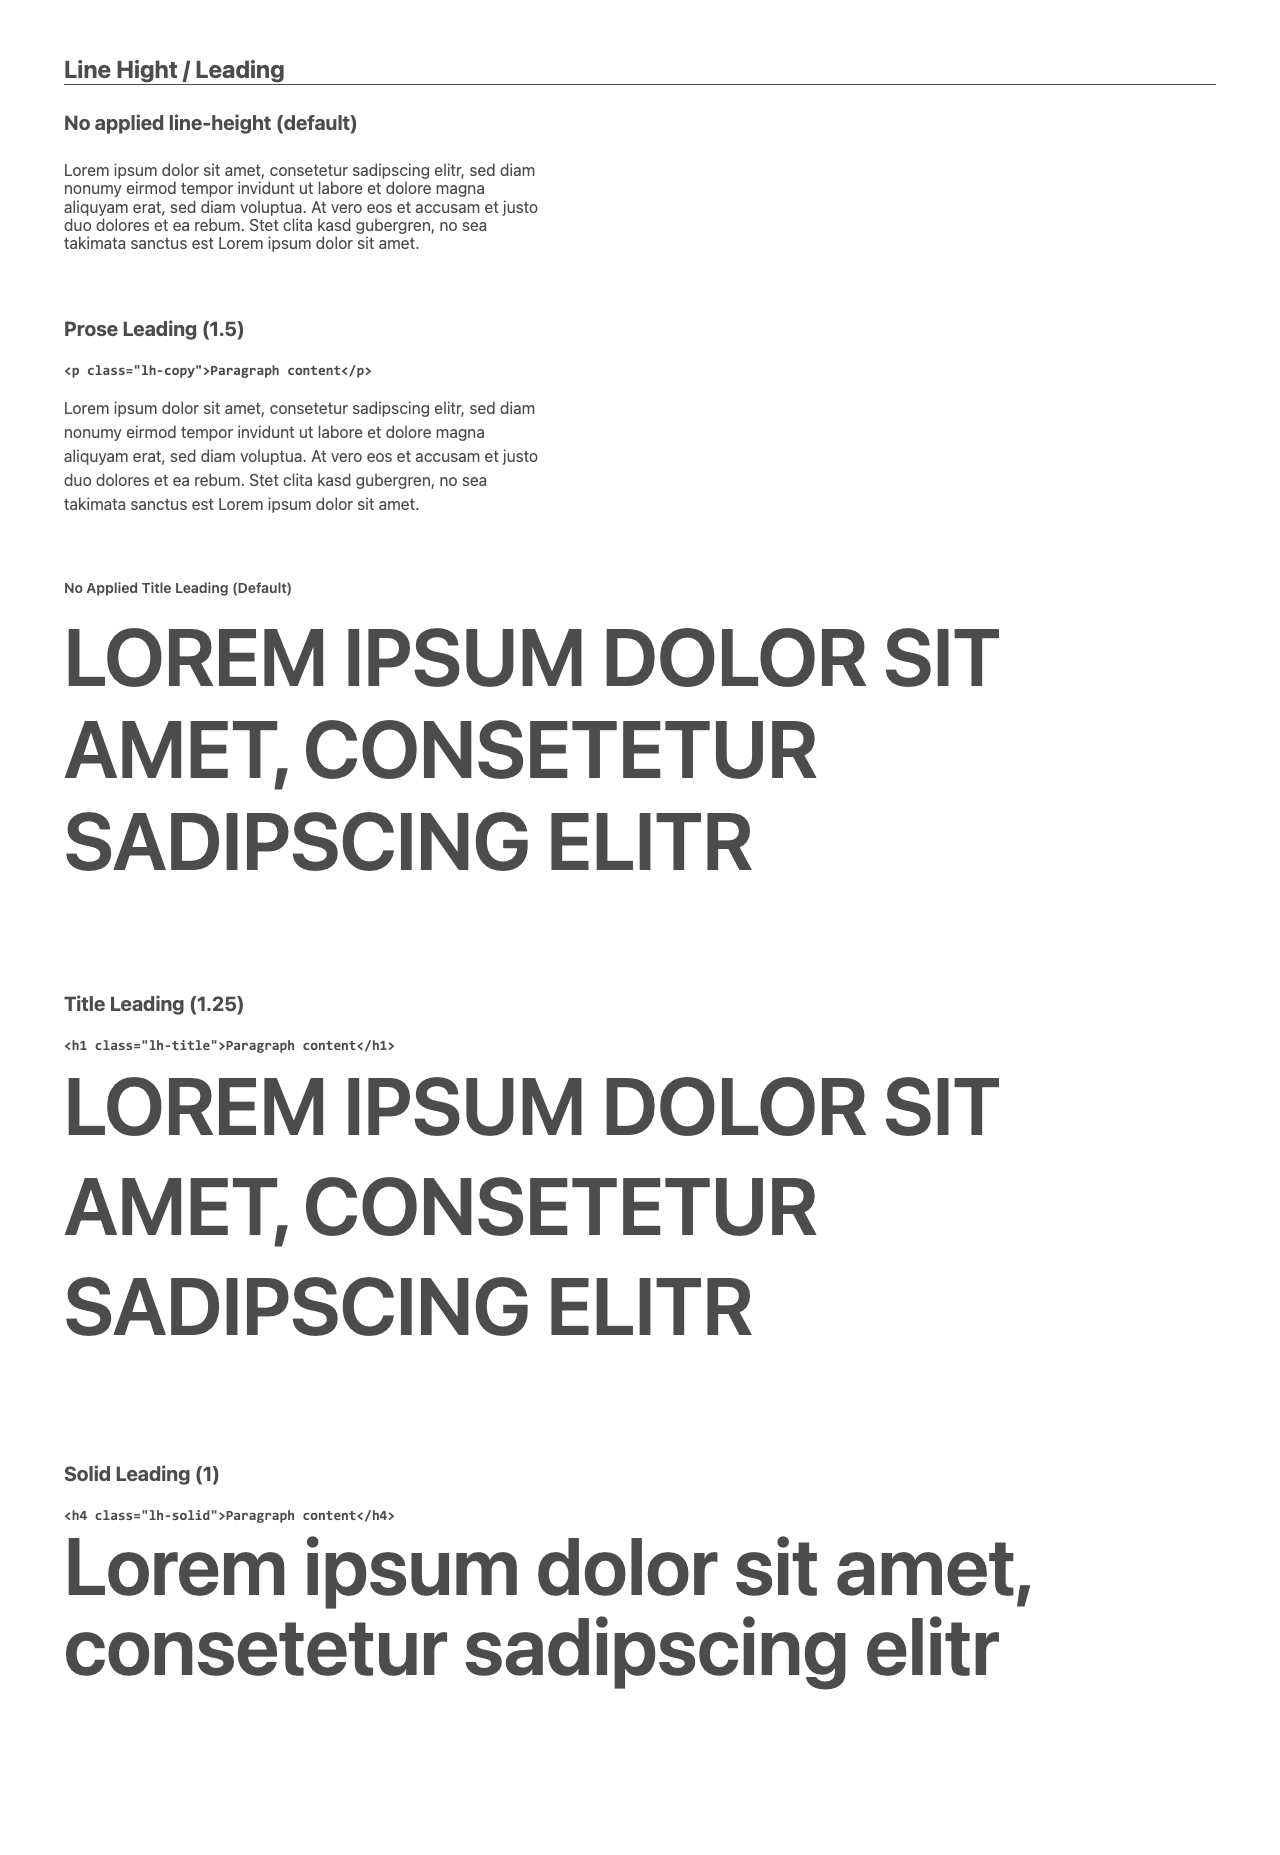 Line Hight / Leading
No applied line-height (default)
Lorem ipsum dolor sit amet, consetetur sadipscing elitr, sed diam
nonumy eirmod tempor invidunt ut labore et dolore magna
aliquyam erat, sed diam voluptua. At vero eos et accusam et justo
duo dolores et ea rebum. Stet clita kasd gubergren, no sea
takimata sanctus est Lorem ipsum dolor sit amet.
Prose Leading (1.5)
<p class="lh-copy">Paragraph content</p>
Lorem ipsum dolor sit amet, consetetur sadipscing elitr, sed diam
nonumy eirmod tempor invidunt ut labore et dolore magna
aliquyam erat, sed diam voluptua. At vero eos et accusam et justo
duo dolores et ea rebum. Stet clita kasd gubergren, no sea
takimata sanctus est Lorem ipsum dolor sit amet.
No Applied Title Leading (Default)
LOREM IPSUM DOLOR SIT
AMET, CONSETETUR
SADIPSCING ELITR
Title Leading (1.25)
<h1 class="lh-title">Paragraph content</h1>
LOREM IPSUM DOLOR SIT
AMET, CONSETETUR
SADIPSCING ELITR
Solid Leading (1)
<h4 class="lh-solid">Paragraph content</h4>
Lorem ipsum dolor sit amet,
consetetur sadipscing elitr